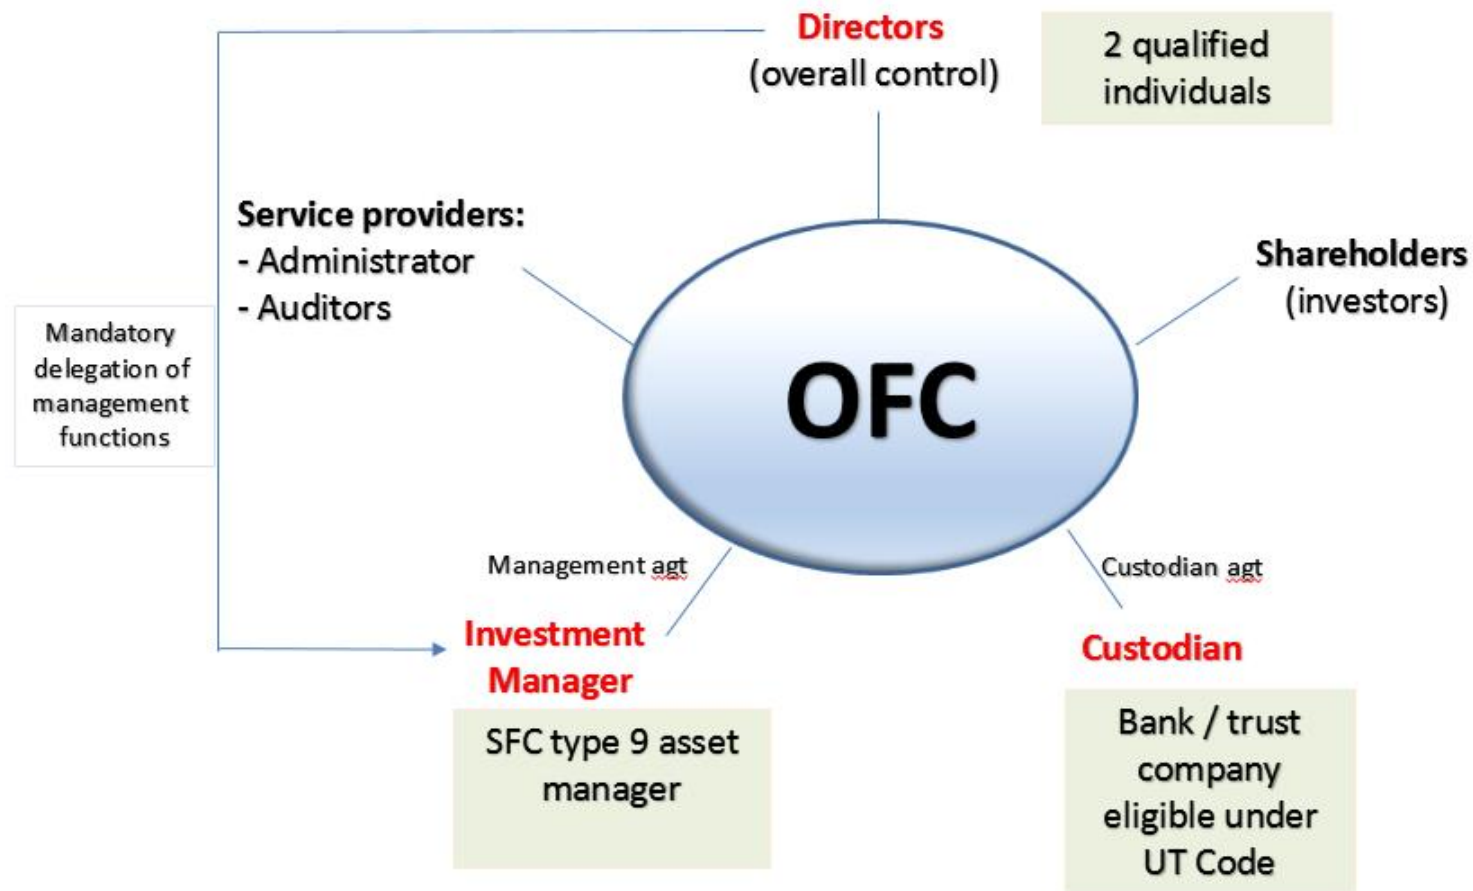 Directors
(overall control)
2 qualified
individuals
Service providers:
- Administrator
- Auditors
Shareholders
(investors)
Mandatory
delegation of
management
functions
OFC
Management agt
Custodian agt
Investment
Manager
Custodian
SFC type 9 asset
manager
Bank / trust
company
eligible under
UT Code